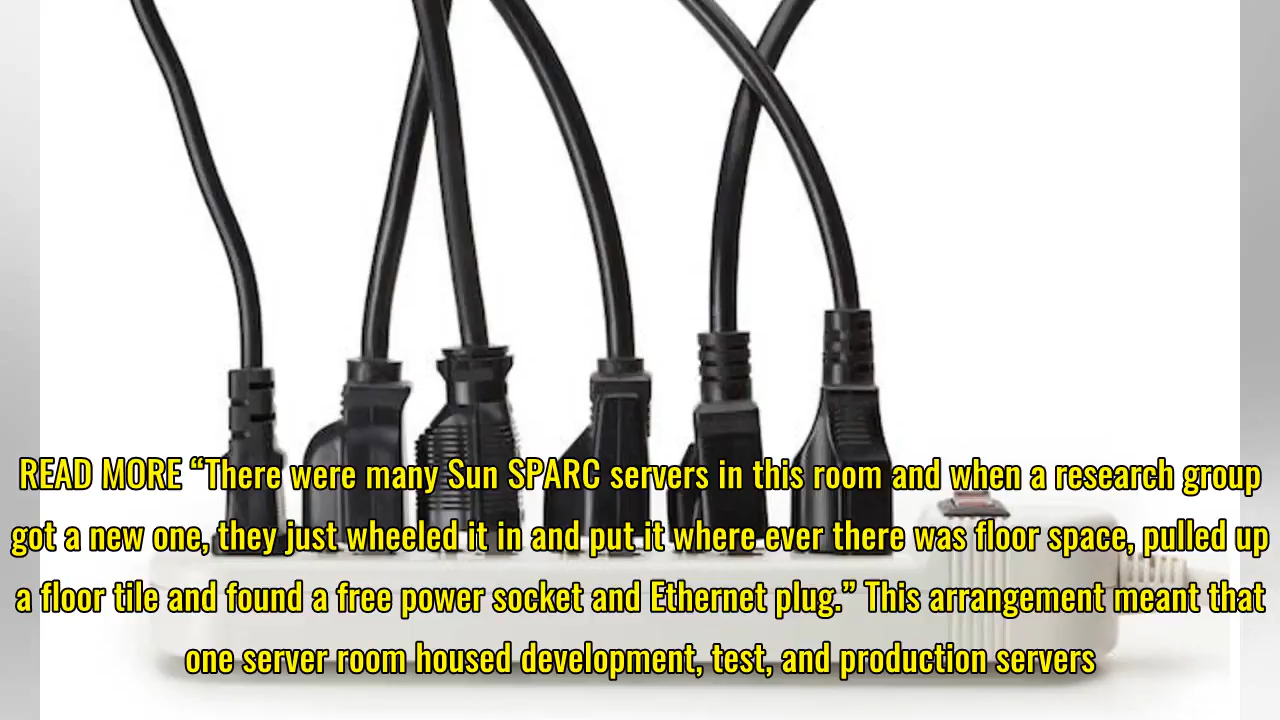 READ MORE “There were many Sun SPARC servers in this room and when a research group
got a new one, they just wheeled it in and put it where ever there was floor space, pulled up
a floor tile and found a free power socket and Ethernet plug.” This arrangement meant that
one server room housed development, test, and production servers